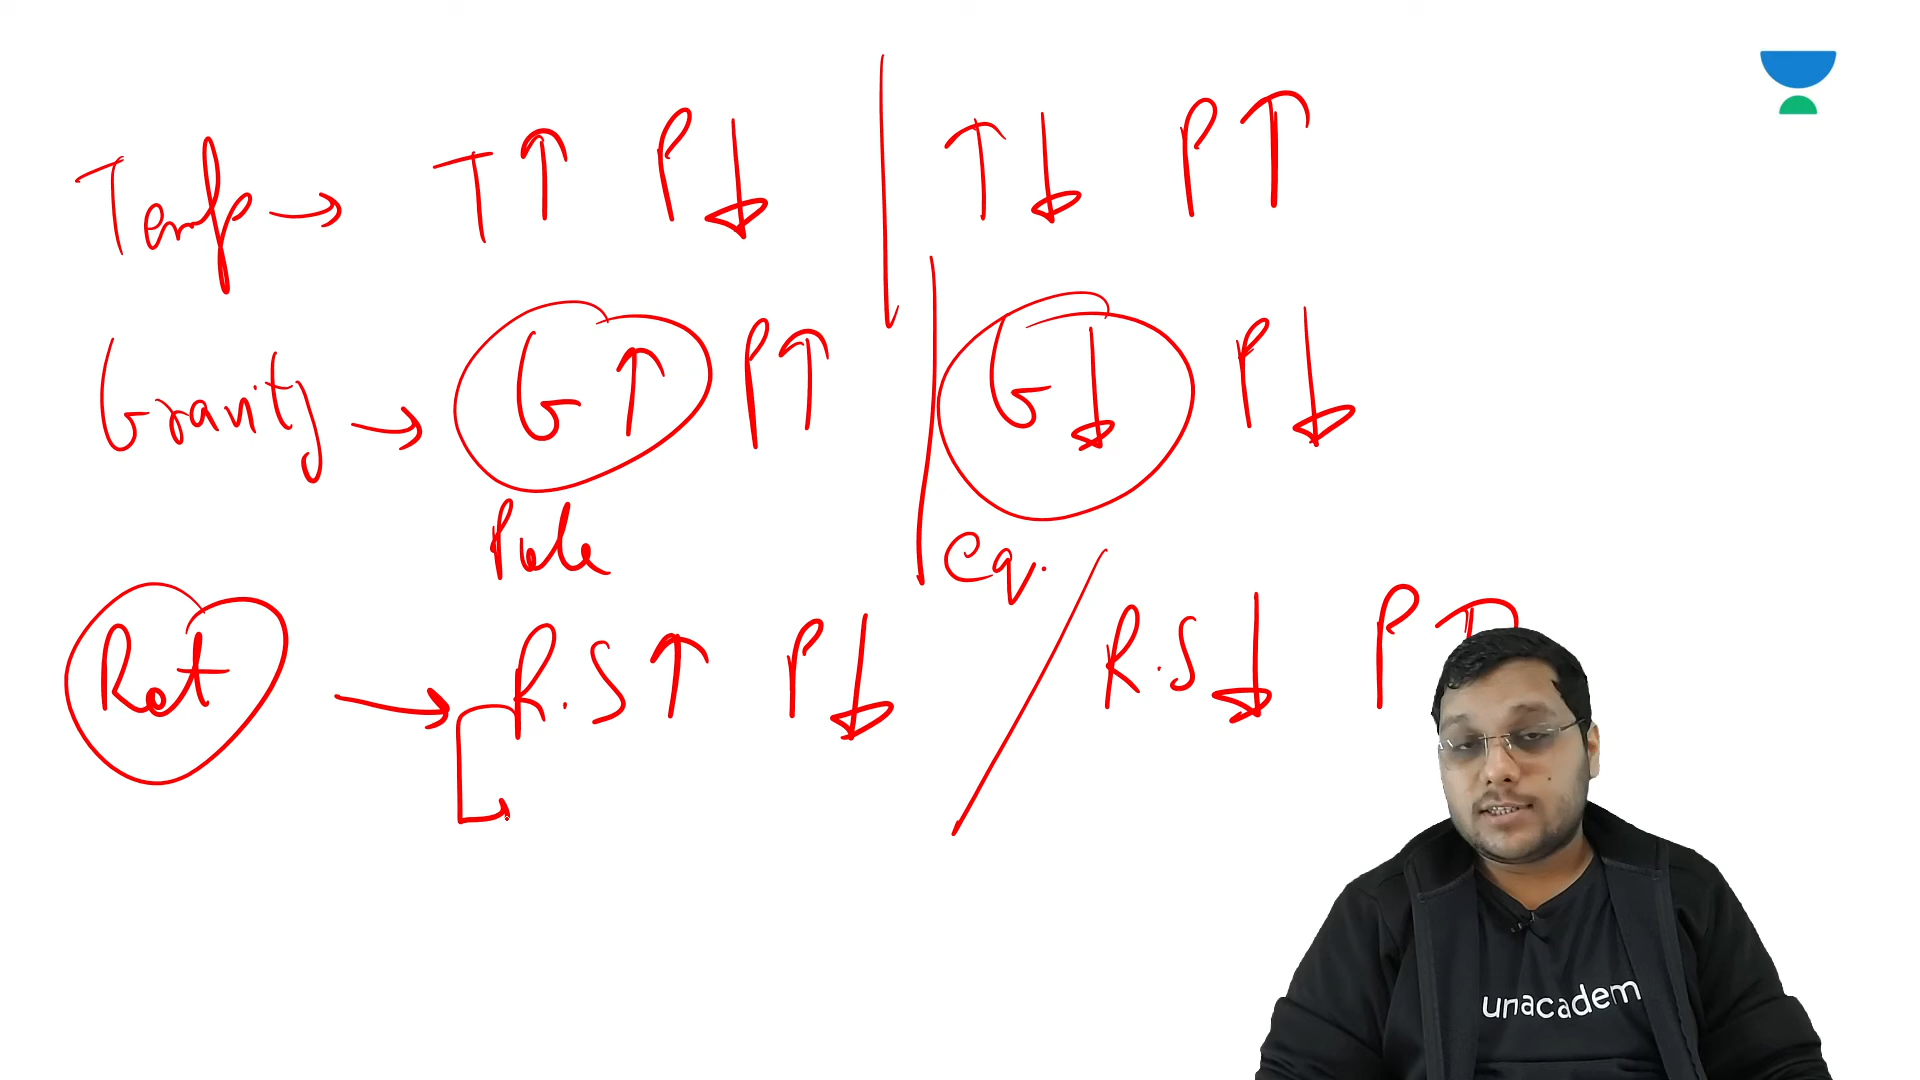 Temp → T↑ P↓ | T↓ P↑
Gravity → G↑ P↑ | G↓ P↓
Pole eq.
Rot → R.S↑ P↓ / R.S↓ P↑
unacadem